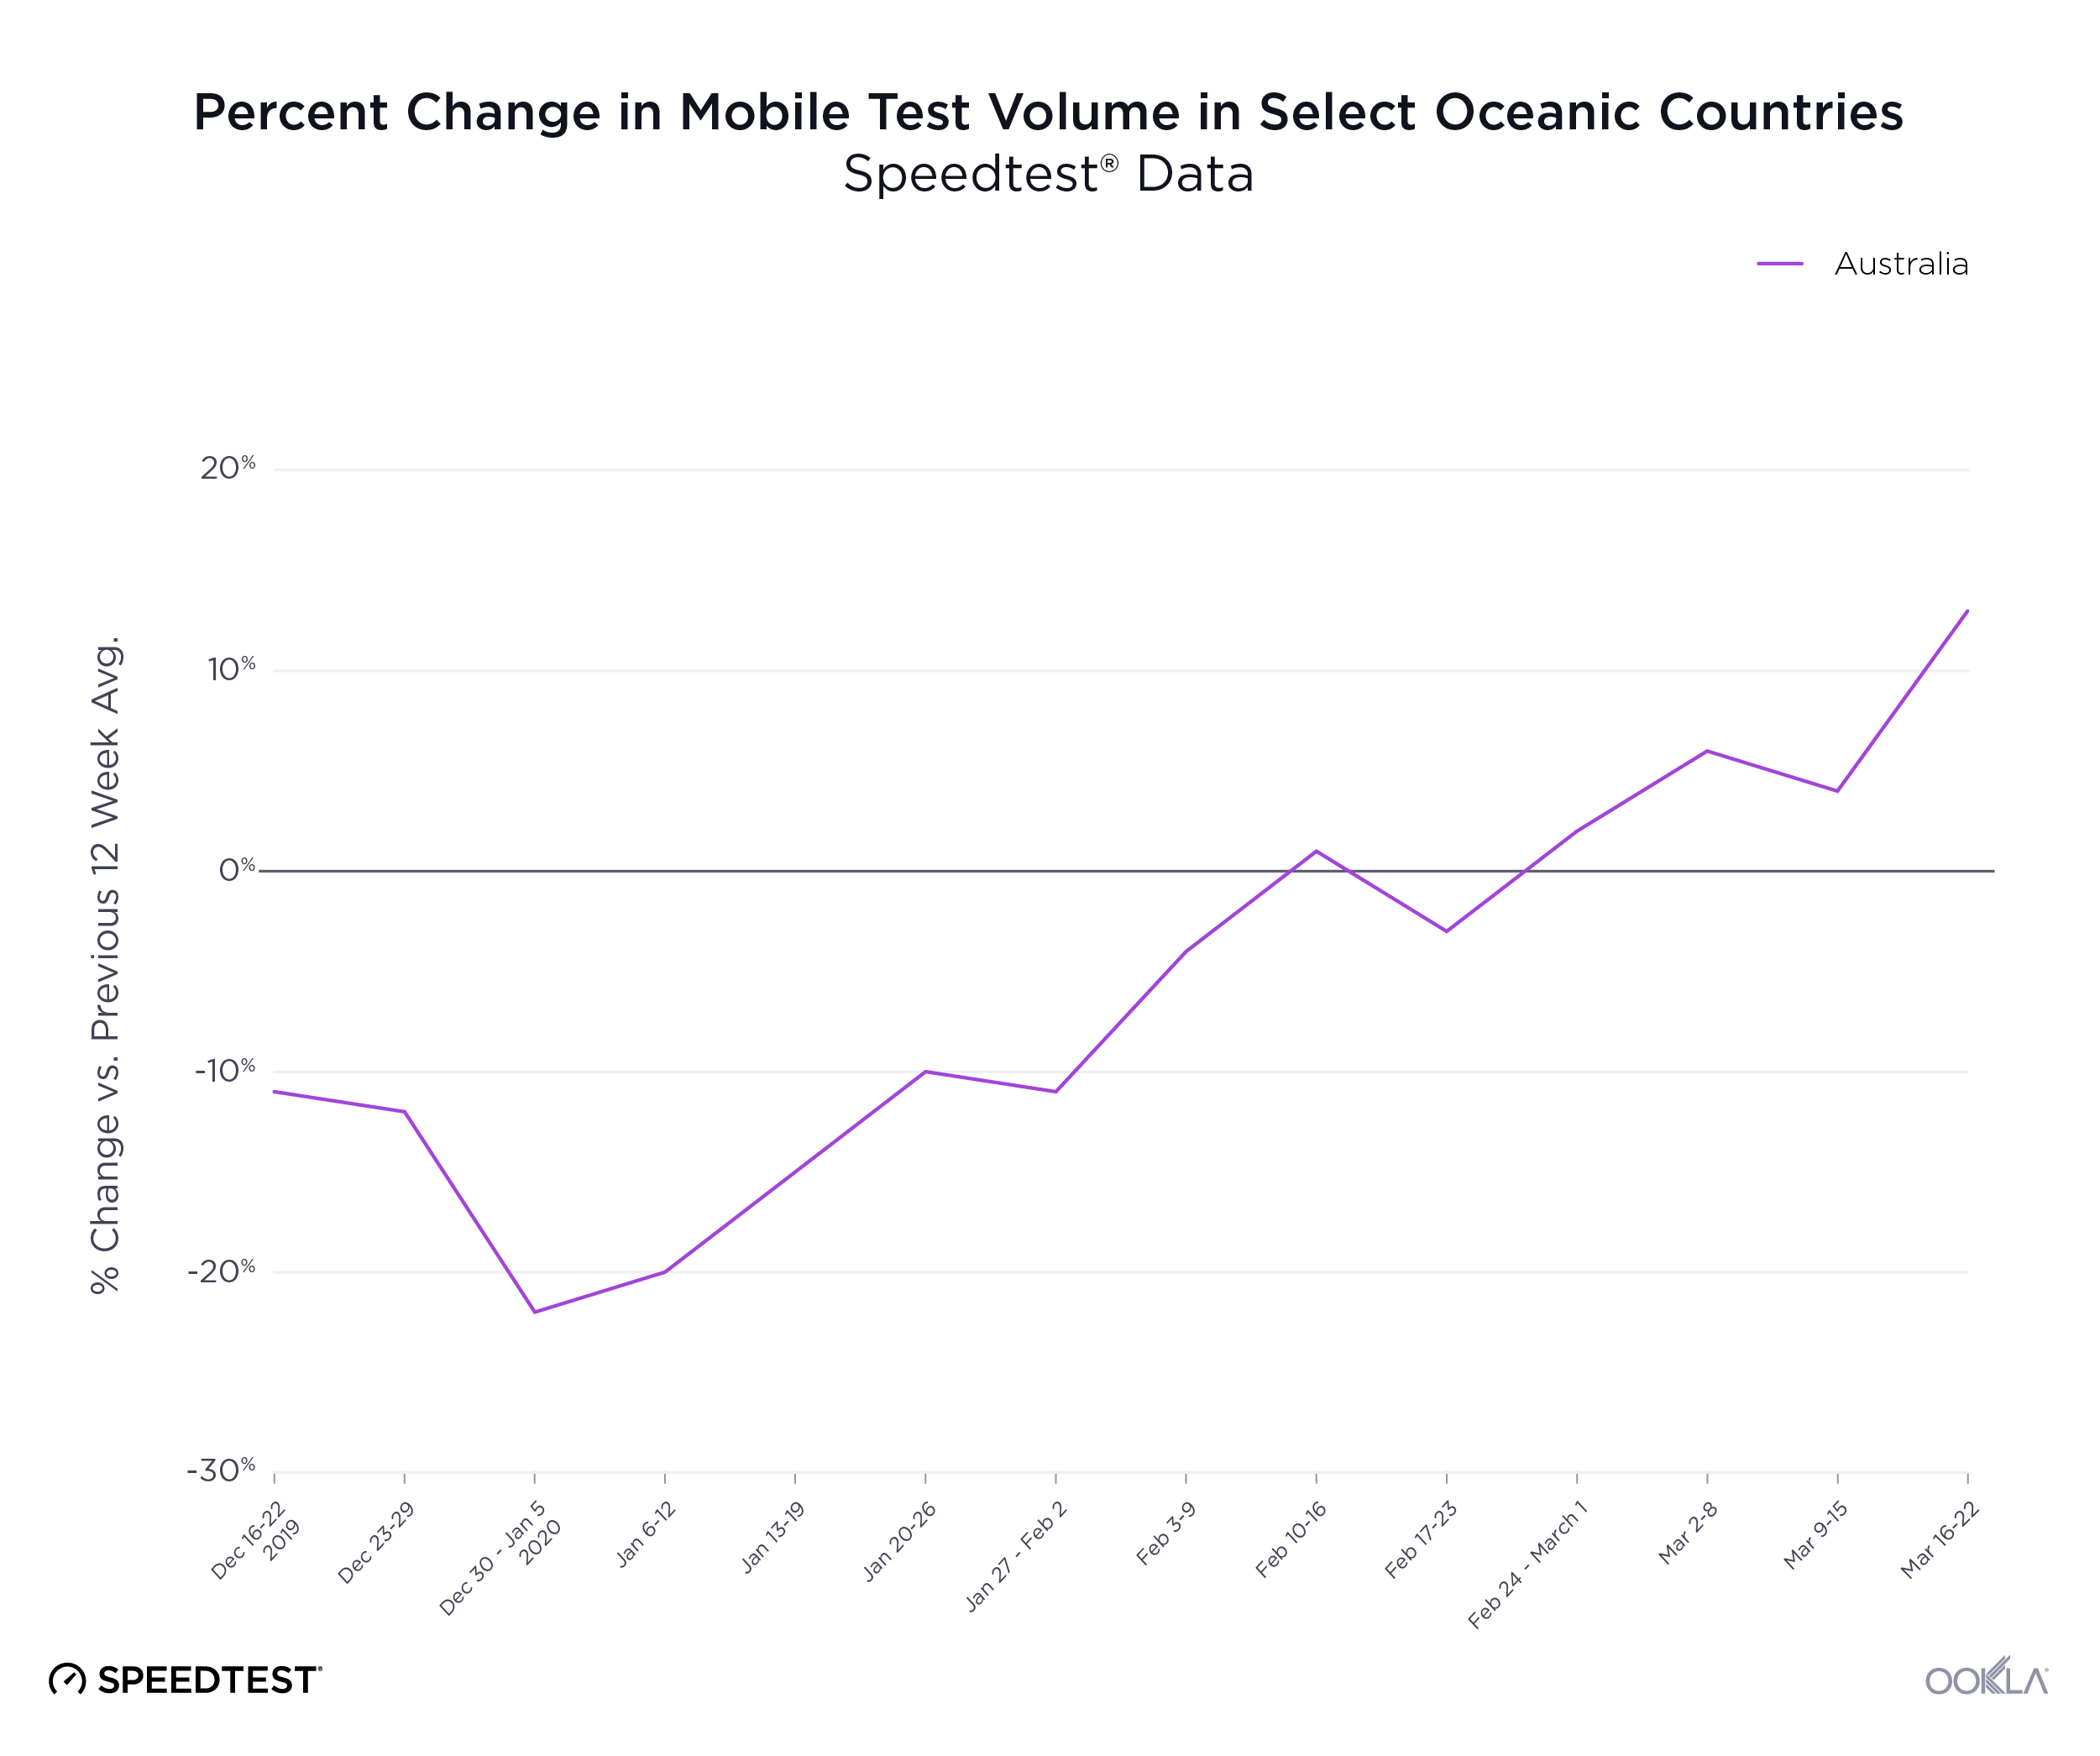 Percent Change in Mobile Test Volume in Select Oceanic Countries
Speedtest® Data
Australia
% Change vs. Previous 12 Week Avg.
20%
10%
0%
-10%
-20%
-30%
Dec 16-22
2019
Dec 23-29
Dec 30 - Jan 5
2020
Jan 6-12
Jan 13-19
Jan 20-26
Jan 27 - Feb 2
Feb 3-9
Feb 10-16
Feb 17-23
Feb 24 - March 1
Mar 2-8
Mar 9-15
Mar 16-22
SPEEDTEST®
OOKLA®